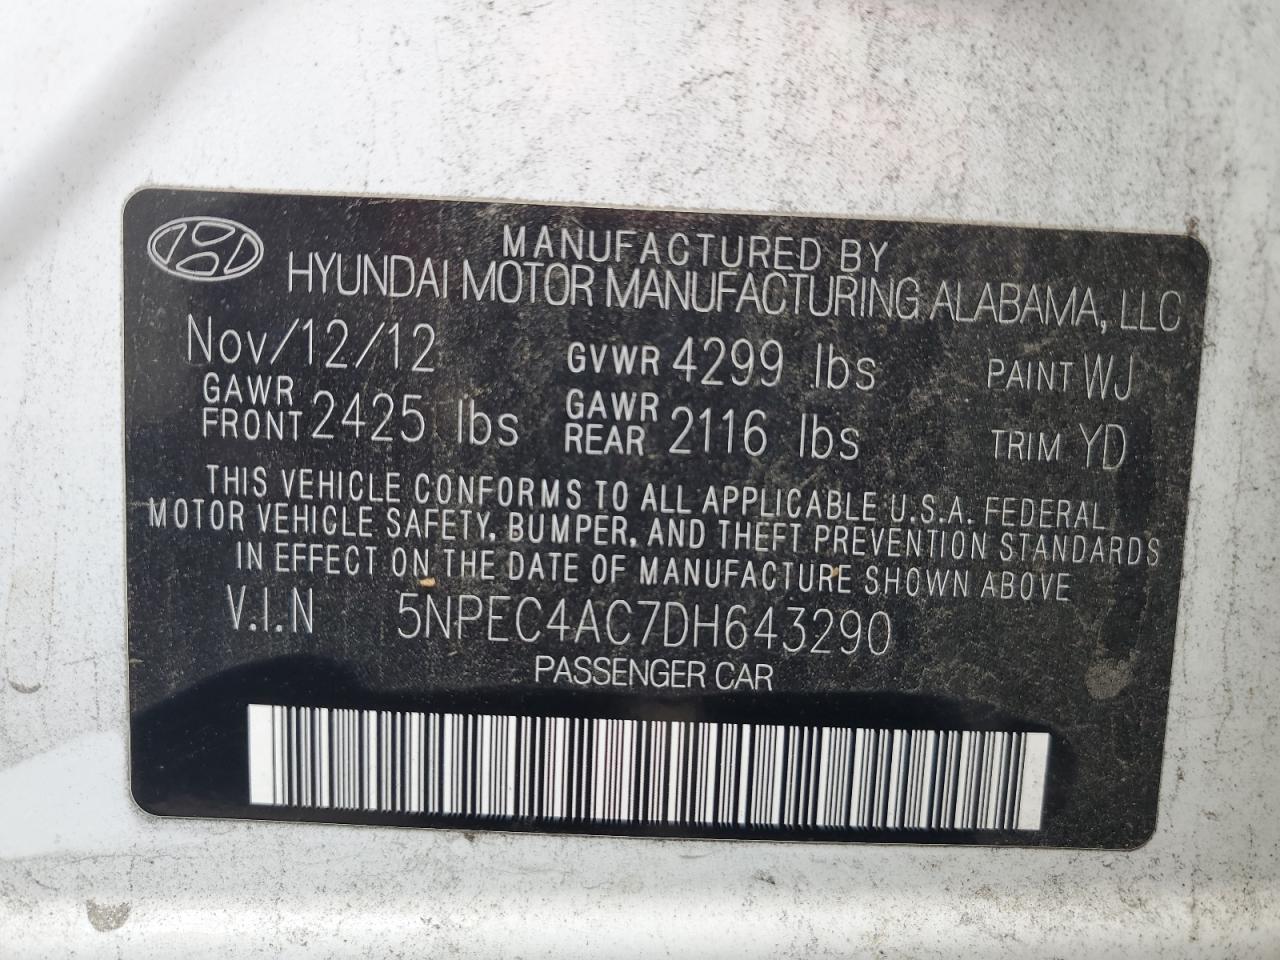 MANUFACTURED BY
HYUNDAI MOTOR MANUFACTURING ALABAMA, LLC
Nov/12/12 GVWR 4299 lbs PAINT WJ
GAWR FRONT 2425 lbs GAWR REAR 2116 lbs TRIM YD
THIS VEHICLE CONFORMS TO ALL APPLICABLE U.S.A. FEDERAL
MOTOR VEHICLE SAFETY, BUMPER, AND THEFT PREVENTION STANDARDS
IN EFFECT ON THE DATE OF MANUFACTURE SHOWN ABOVE
V.I.N 5NPEC4AC7DH643290
PASSENGER CAR